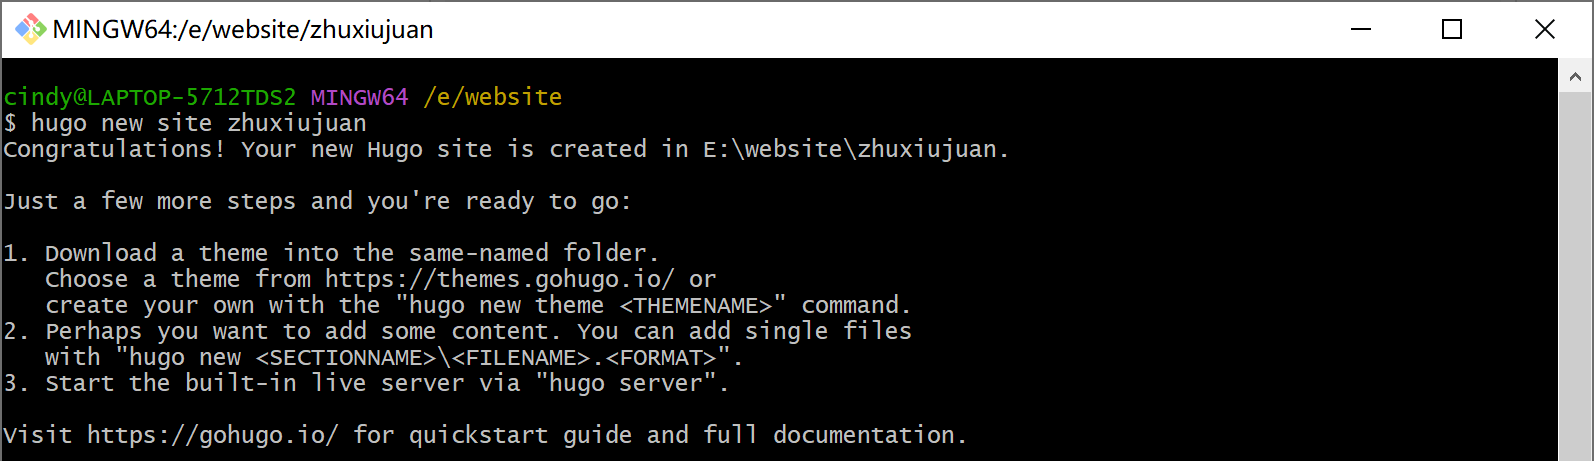 MINGW64:/e/website/zhuxiujuan
cindy@LAPTOP-5712TDS2 MINGW64 /e/website
$ hugo new site zhuxiujuan
Congratulations! Your new Hugo site is created in E:\website\zhuxiujuan.
Just a few more steps and you're ready to go:
1. Download a theme into the same-named folder.
   Choose a theme from https://themes.gohugo.io/ or
   create your own with the "hugo new theme <THEMENAME>" command.
2. Perhaps you want to add some content. You can add single files
   with "hugo new <SECTIONNAME>\<FILENAME>.<FORMAT>".
3. Start the built-in live server via "hugo server".
Visit https://gohugo.io/ for quickstart guide and full documentation.